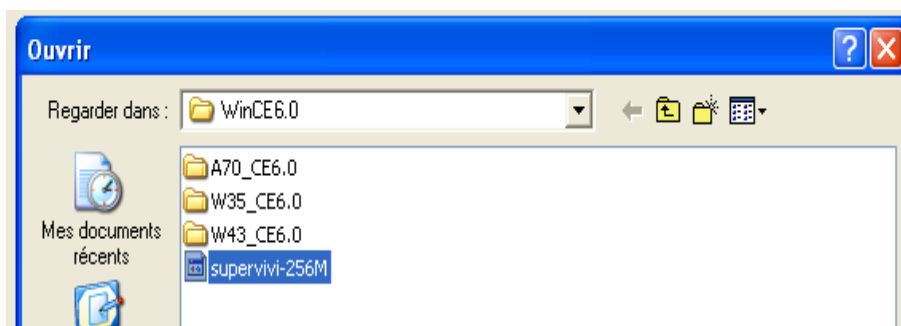 Ouvrir
Regarder dans :
WinCE6.0
A70_CE6.0
W35_CE6.0
W43_CE6.0
supervivi-256M
Mes documents
récents